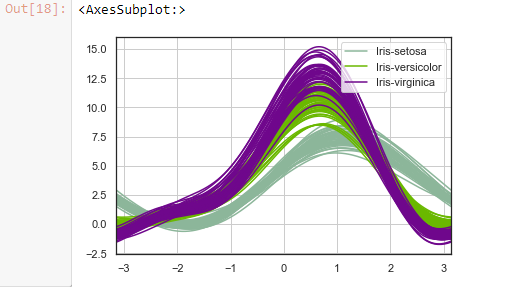 Out[18]: <AxesSubplot:>
15.0
12.5
10.0
7.5
5.0
2.5
0.0
−2.5
Iris-setosa
Iris-versicolor
Iris-virginica
−3 −2 −1 0 1 2 3